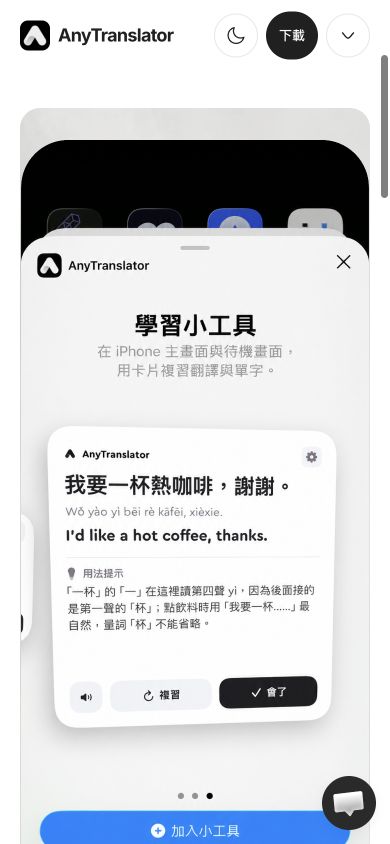 AnyTranslator
下載
AnyTranslator
學習小工具
在 iPhone 主畫面與待機畫面，
用卡片複習翻譯與單字。
AnyTranslator
我要一杯熱咖啡，謝謝。
Wǒ yào yì bēi rè kāfēi, xièxie.
I'd like a hot coffee, thanks.
用法提示
「一杯」的「一」在這裡讀第四聲 yì，因為後面接的
是第一聲的「杯」；點飲料時用「我要一杯……」最
自然，量詞「杯」不能省略。
複習
會了
加入小工具